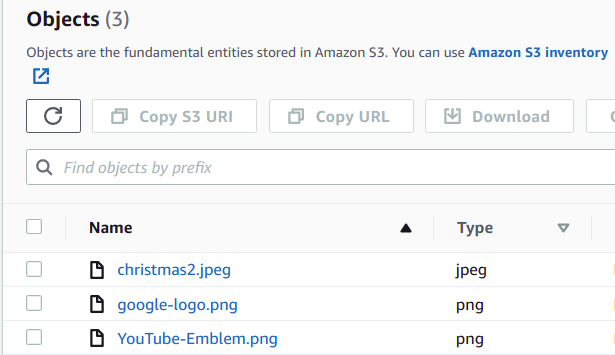 Objects (3)
Objects are the fundamental entities stored in Amazon S3. You can use Amazon S3 inventory
Copy S3 URI
Copy URL
Download
Find objects by prefix
Name
Type
christmas2.jpeg
jpeg
google-logo.png
png
YouTube-Emblem.png
png